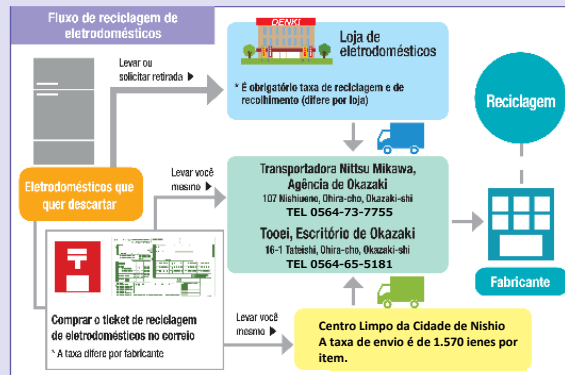 Fluxo de reciclagem de
eletrodomésticos
DENKI
Loja de
eletrodomésticos
* É obrigatório taxa de reciclagem e de
recolhimento (difere por loja)
Levar ou
solicitar retirada ▶
Reciclagem
Eletrodomésticos que
quer descartar
Levar você
mesmo ▶
Transportadora Nittsu Mikawa,
Agência de Okazaki
107 Nishiueno, Ohira-cho, Okazaki-shi
TEL 0564-73-7755
Tooei, Escritório de Okazaki
16-1 Tateishi, Ohira-cho, Okazaki-shi
TEL 0564-65-5181
Fabricante
〒
Comprar o ticket de reciclagem
de eletrodomésticos no correio
* A taxa difere por fabricante
Levar você
mesmo ▶
Centro Limpo da Cidade de Nishio
A taxa de envio é de 1.570 ienes por
item.